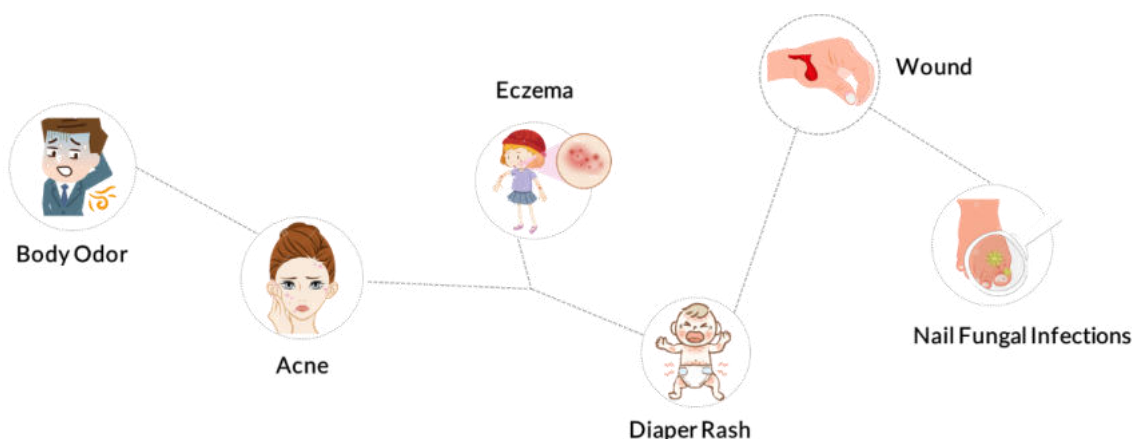 Body Odor
Acne
Eczema
Diaper Rash
Wound
Nail Fungal Infections